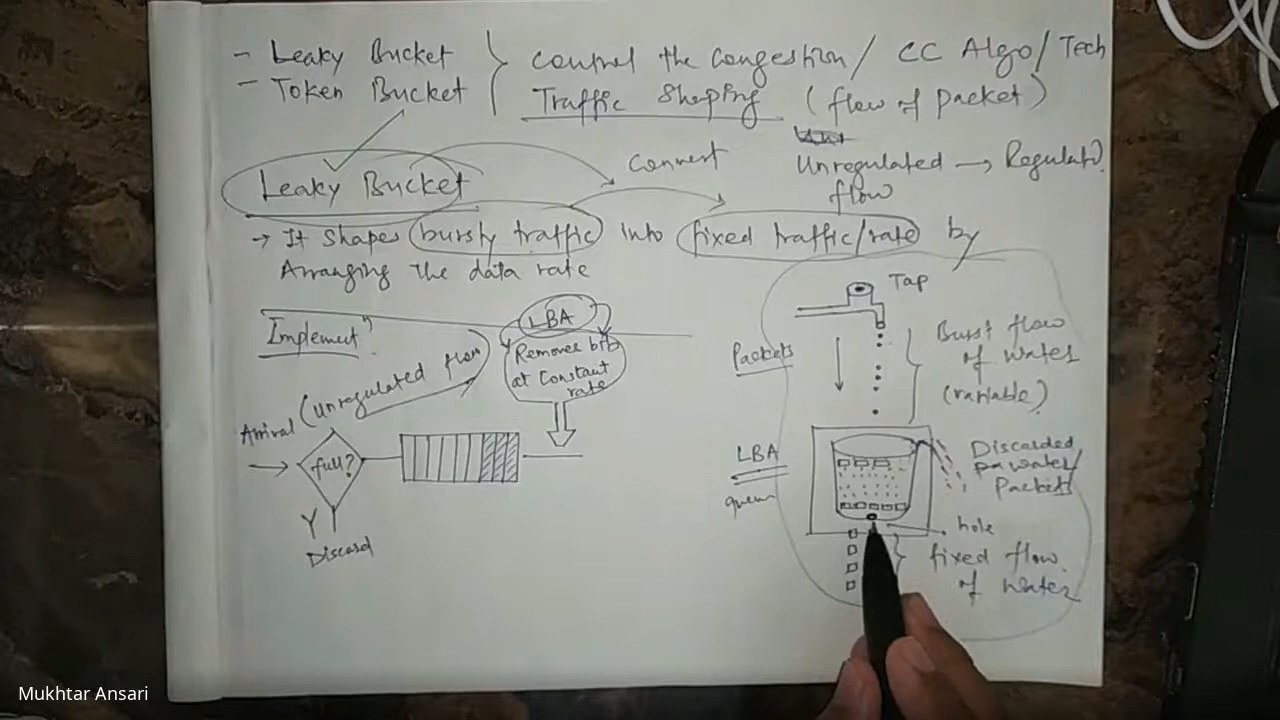 - Leaky Bucket
- Token Bucket
control the congestion / CC Algo / Tech
Traffic Sheping (flow of packet)
Leaky Bucket
Convert
Unregulated → Regulatd.
flow
→ It shapes bursty traffic into fixed traffic/rate by
Arranging the data rate
Implement"
LBA
Removes bits
at Constant
rate
Arrival (unregulated flow)
full?
Y
Discard
Tap
Packets
Burst flow
of water
(variable)
LBA
Discarded
water/
Packets
hole
fixed flow.
of water
Mukhtar Ansari